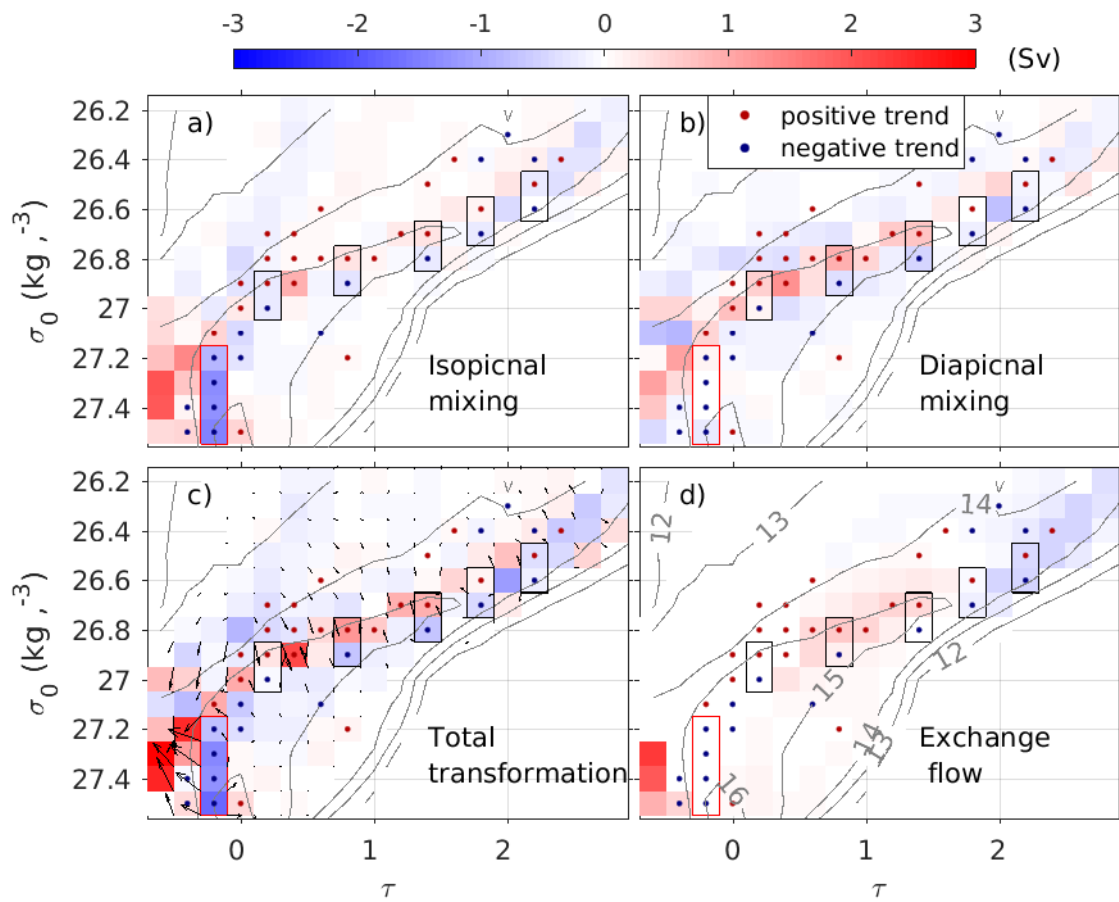 -3 -2 -1 0 1 2 3
(Sv)
26.2
26.4
26.6
26.8
27
27.2
27.4
σ0 (kg ,-3)
a)
Isopicnal
mixing
b)
positive trend
negative trend
Diapicnal
mixing
26.2
26.4
26.6
26.8
27
27.2
27.4
σ0 (kg ,-3)
c)
Total
transformation
0 1 2
τ
d)
12
13
14
15
12
14
13
16
Exchange
flow
0 1 2
τ